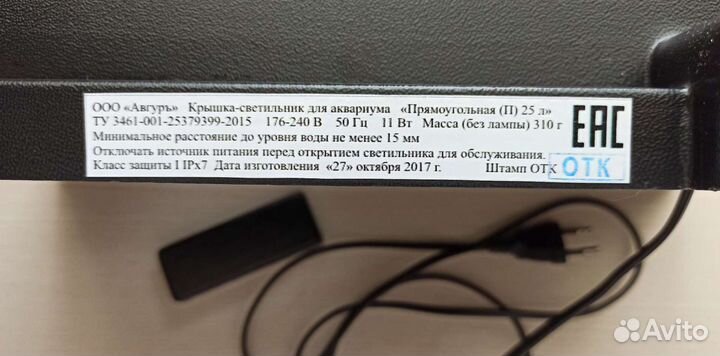 ООО «Авгуръ» Крышка-светильник для аквариума «Прямоугольная (П) 25 л»
ТУ 3461-001-25379399-2015 176-240 В 50 Гц 11 Вт Масса (без лампы) 310 г
Минимальное расстояние до уровня воды не менее 15 мм
Отключать источник питания перед открытием светильника для обслуживания.
Класс защиты I IPx7 Дата изготовления «27» октября 2017 г. Штамп ОТК
ЕАС
ОТК
Avito